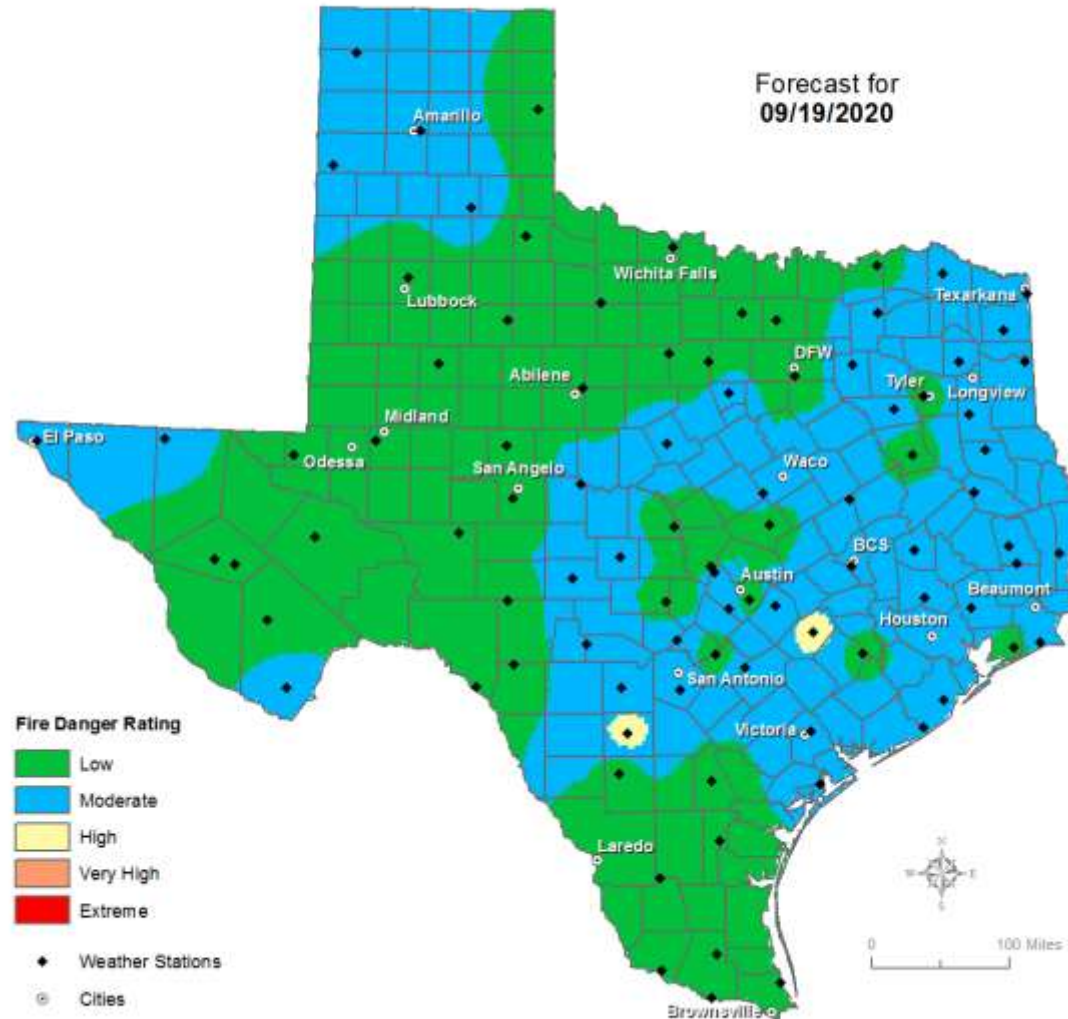 Forecast for
09/19/2020
Amarillo
Wichita Falls
Lubbock
Texarkana
DFW
Abilene
Tyler
Longview
Midland
El Paso
Odessa
San Angelo
Waco
BCS
Austin
Beaumont
Houston
San Antonio
Victoria
Fire Danger Rating
Low
Moderate
High
Very High
Extreme
Laredo
W E
N
S
0 100 Miles
Weather Stations
Cities
Brownsville